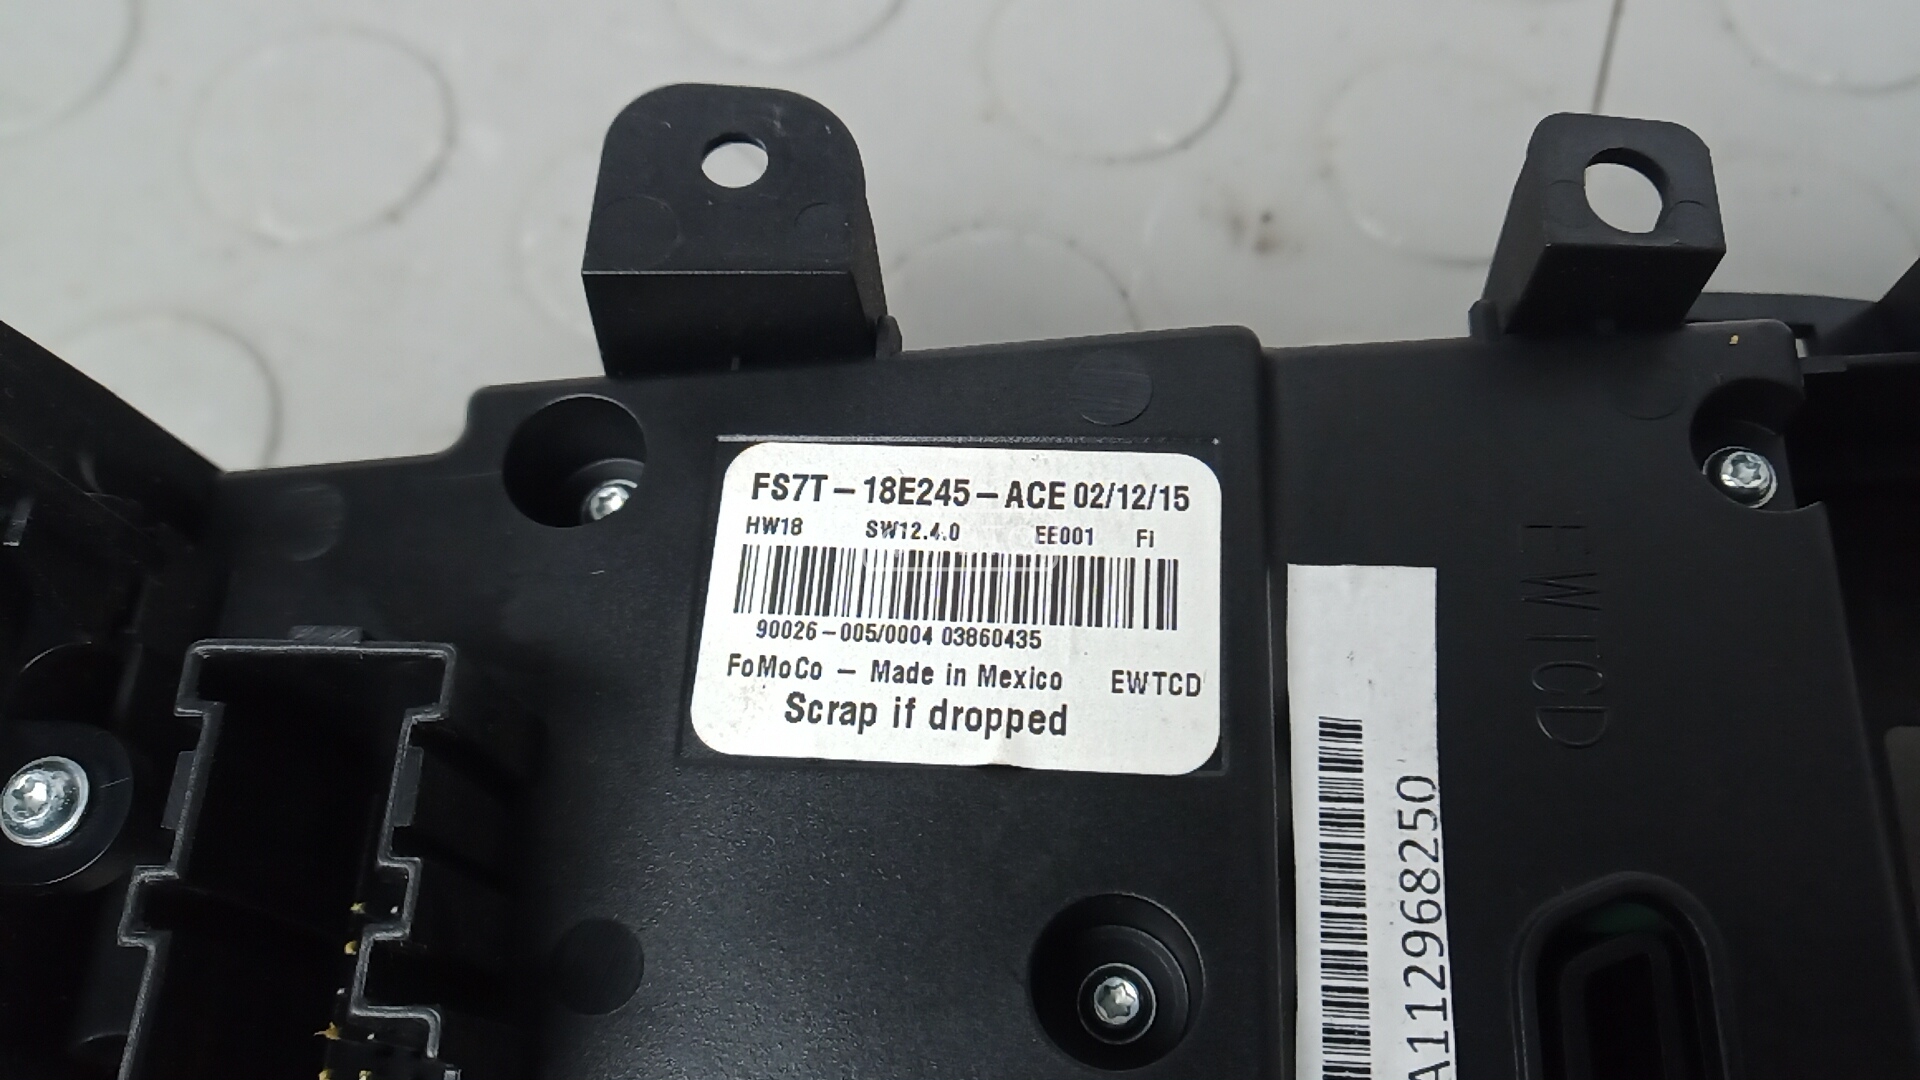 FS7T-18E245-ACE 02/12/15
HW18 SW12.4.0 EE001 Fi
90026-005/0004 03860435
FoMoCo - Made in Mexico EWTCD
Scrap if dropped
EWTCD
A112968250